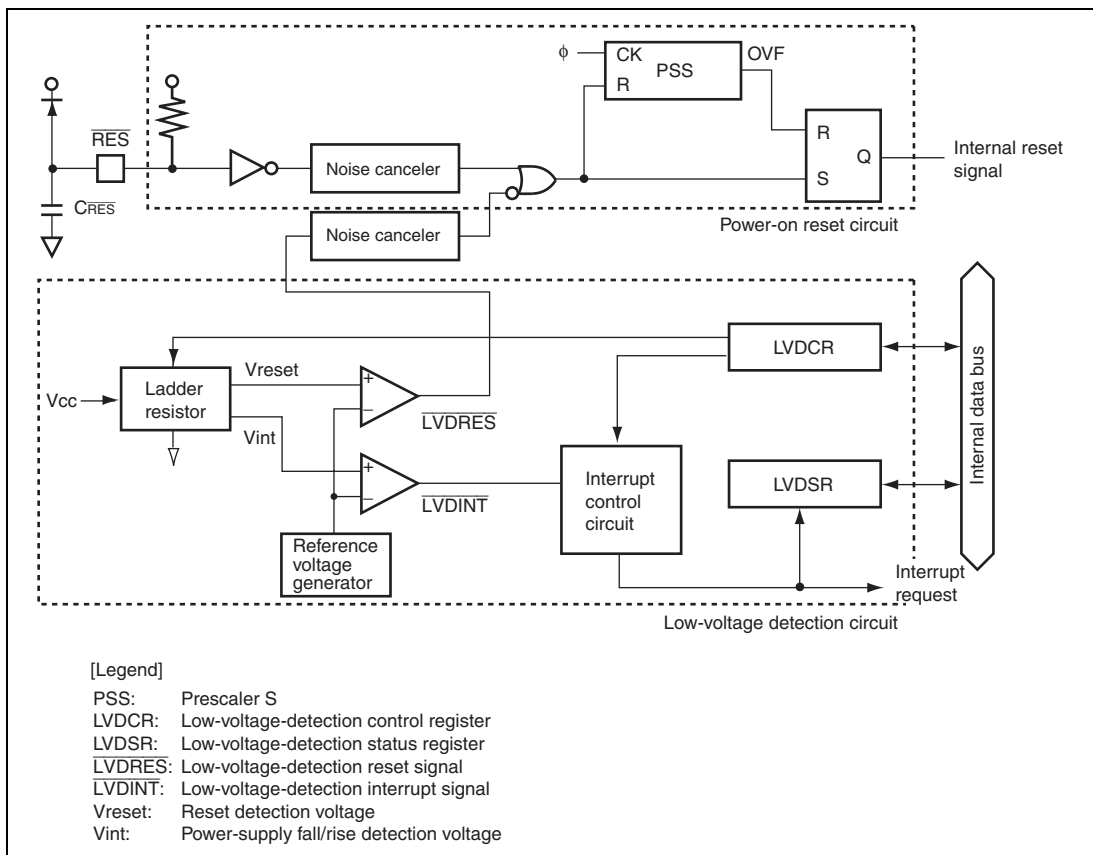 φ
CK
PSS
OVF
R
RES
Noise canceler
R
Q
S
Internal reset
signal
CRES
Noise canceler
Power-on reset circuit
LVDCR
Vreset
Ladder
resistor
Vcc
Vint
+
−
LVDRES
+
−
LVDINT
Interrupt
control
circuit
LVDSR
Internal data bus
Reference
voltage
generator
Interrupt
request
Low-voltage detection circuit
[Legend]
PSS: Prescaler S
LVDCR: Low-voltage-detection control register
LVDSR: Low-voltage-detection status register
LVDRES: Low-voltage-detection reset signal
LVDINT: Low-voltage-detection interrupt signal
Vreset: Reset detection voltage
Vint: Power-supply fall/rise detection voltage